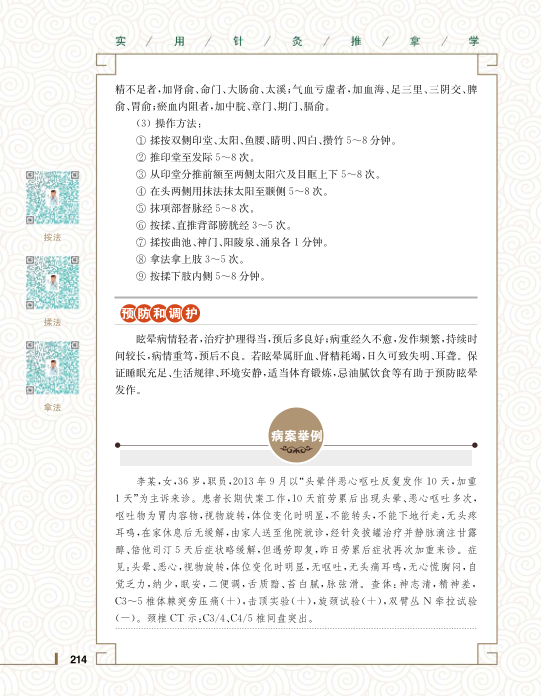 实 / 用 / 针 / 灸 / 推 / 拿 / 学
精不足者,加肾俞、命门、大肠俞、太溪;气血亏虚者,加血海、足三里、三阴交、脾
俞、胃俞;瘀血内阻者,加中脘、章门、期门、膈俞。
(3) 操作方法:
① 揉按双侧印堂、太阳、鱼腰、睛明、四白、攒竹 5~8 分钟。
② 推印堂至发际 5~8 次。
③ 从印堂分推前额至两侧太阳穴及目眶上下 5~8 次。
④ 在头两侧用抹法抹太阳至颞侧 5~8 次。
⑤ 抹项部督脉经 5~8 次。
⑥ 按揉、直推背部膀胱经 3~5 次。
⑦ 揉按曲池、神门、阳陵泉、涌泉各 1 分钟。
⑧ 拿法拿上肢 3~5 次。
⑨ 按揉下肢内侧 5~8 分钟。
按法
揉法
拿法
预防和调护
眩晕病情轻者,治疗护理得当,预后多良好;病重经久不愈,发作频繁,持续时
间较长,病情重笃,预后不良。若眩晕属肝血、肾精耗竭,日久可致失明、耳聋。保
证睡眠充足、生活规律、环境安静,适当体育锻炼,忌油腻饮食等有助于预防眩晕
发作。
病案举例
李某,女,36 岁,职员,2013 年 9 月以“头晕伴恶心呕吐反复发作 10 天,加重
1 天”为主诉来诊。患者长期伏案工作,10 天前劳累后出现头晕、恶心呕吐多次,
呕吐物为胃内容物,视物旋转,体位变化时明显,不能转头,不能下地行走,无头疼
耳鸣,在家休息后无缓解,由家人送至他院就诊,经针灸拔罐治疗并静脉滴注甘露
醇、倍他司汀 5 天后症状略缓解,但遇劳即复,昨日劳累后症状再次加重来诊。症
见:头晕、恶心,视物旋转,体位变化时明显,无呕吐,无头痛耳鸣,无心慌胸闷,自
觉乏力,纳少,眠安,二便调,舌质黯、苔白腻,脉弦滑。查体:神志清,精神差,
C3~5 椎体棘突旁压痛(+),击顶实验(+),旋颈试验(+),双臂丛 N 牵拉试验
(−)。颈椎 CT 示:C3/4、C4/5 椎间盘突出。
214